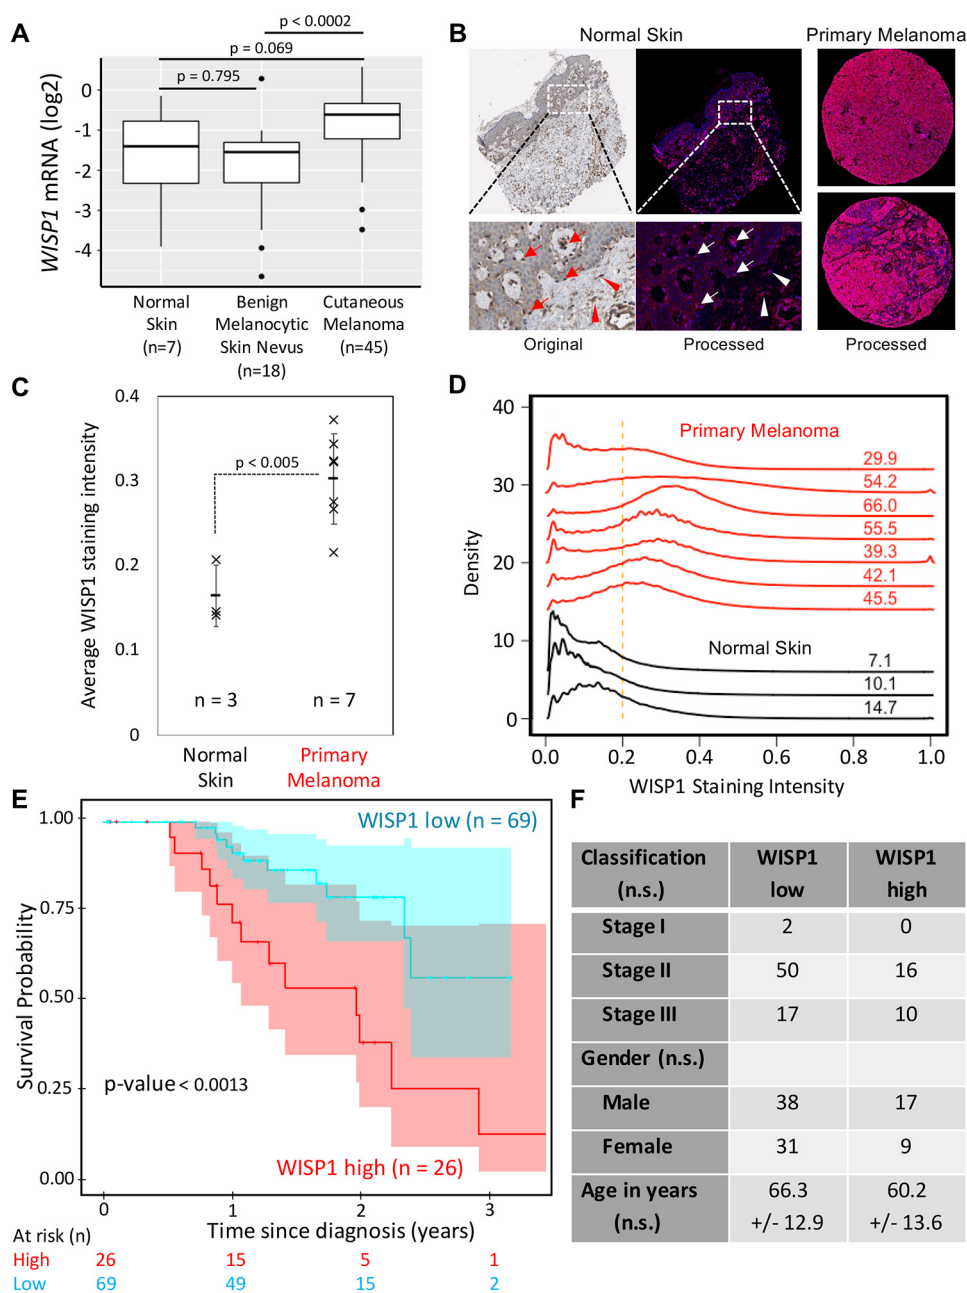 A
p < 0.0002
p = 0.069
p = 0.795
WISP1 mRNA (log2)
0
-1
-2
-3
-4
Normal
Skin
(n=7)
Benign
Melanocytic
Skin Nevus
(n=18)
Cutaneous
Melanoma
(n=45)
B
Normal Skin
Primary Melanoma
Original
Processed
Processed
C
Average WISP1 staining intensity
0.4
0.3
0.2
0.1
0
p < 0.005
n = 3
n = 7
Normal
Skin
Primary
Melanoma
D
Density
40
30
20
10
0
Primary Melanoma
29.9
54.2
66.0
55.5
39.3
42.1
45.5
Normal Skin
7.1
10.1
14.7
0.0
0.2
0.4
0.6
0.8
1.0
WISP1 Staining Intensity
E
Survival Probability
1.00
0.75
0.50
0.25
0.00
WISP1 low (n = 69)
p-value < 0.0013
WISP1 high (n = 26)
0
1
2
3
Time since diagnosis (years)
At risk (n)
High 26 15 5 1
Low 69 49 15 2
F
Classification
(n.s.)
WISP1
low
WISP1
high
Stage I 2 0
Stage II 50 16
Stage III 17 10
Gender (n.s.)
Male 38 17
Female 31 9
Age in years
(n.s.)
66.3
+/- 12.9
60.2
+/- 13.6